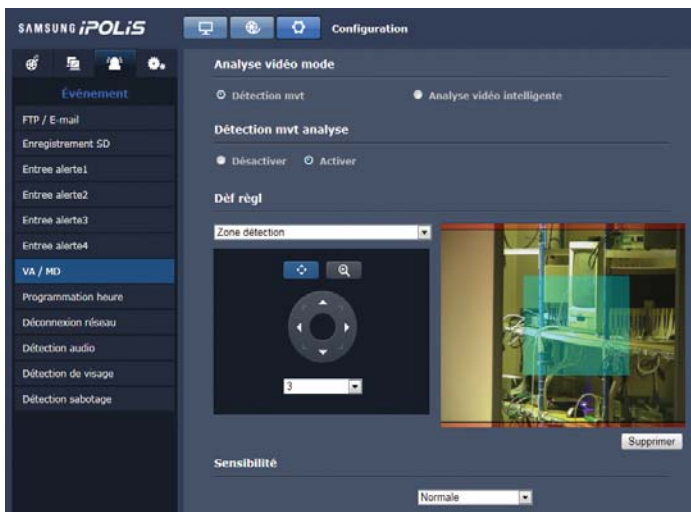 SAMSUNG iPOLiS
Configuration
Événement
FTP / E-mail
Enregistrement SD
Entree alerte1
Entree alerte2
Entree alerte3
Entree alerte4
VA / MD
Programmation heure
Déconnexion réseau
Détection audio
Détection de visage
Détection sabotage
Analyse vidéo mode
Détection mvt
Analyse vidéo intelligente
Détection mvt analyse
Désactiver
Activer
Dèf règl
Zone détection
3
Supprimer
Sensibilité
Normale